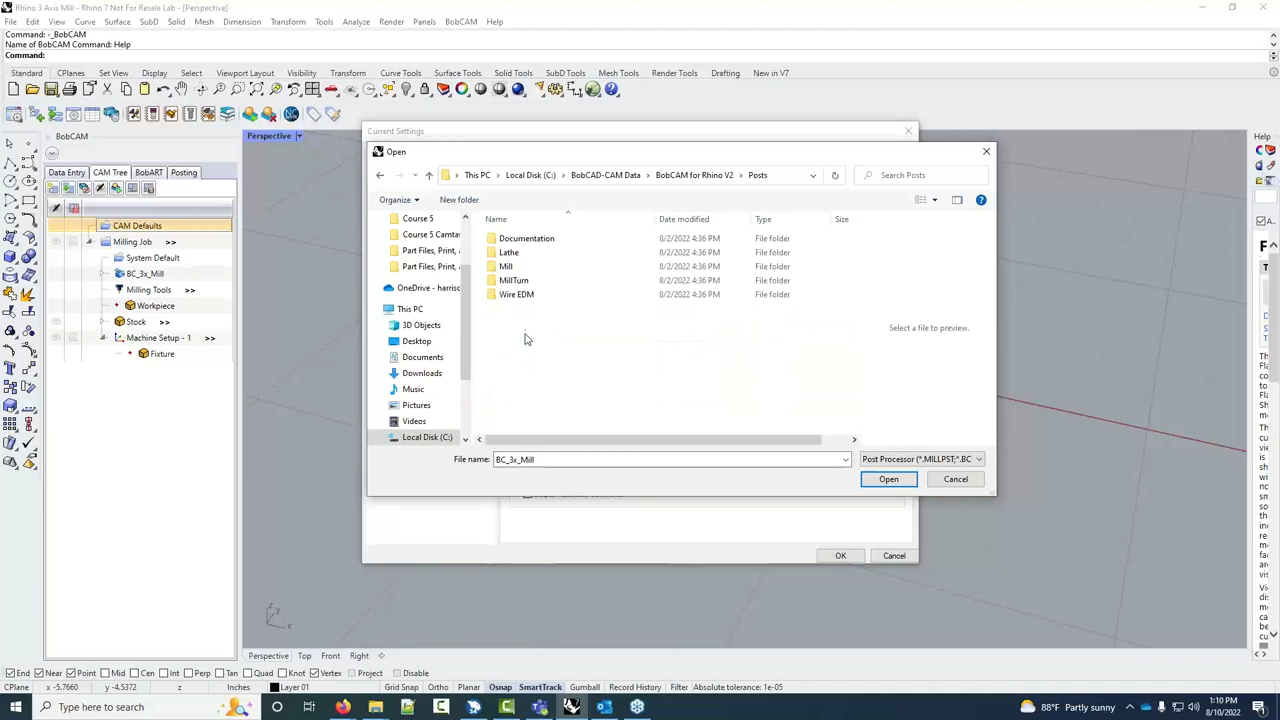 Rhino 3 Axis Mill - Rhino 7 Not For Resale Lab - [Perspective]
File Edit View Curve Surface SubD Solid Mesh Dimension Transform Tools Analyze Render Panels BobCAM Help
Command: -_BobCAM
Name of BobCAM Command: Help
Command:
Standard CPlanes Set View Display Select Viewport Layout Visibility Transform Curve Tools Surface Tools Solid Tools SubD Tools Mesh Tools Render Tools Drafting New in V7
BobCAM
Data Entry CAM Tree BobART Posting
CAM Defaults
Milling Job >>
System Default
BC_3x_Mill
Milling Tools >>
Workpiece
Stock >>
Machine Setup - 1 >>
Fixture
Perspective
Current Settings
Open
This PC > Local Disk (C:) > BobCAD-CAM Data > BobCAM for Rhino V2 > Posts
Search Posts
Organize New folder
Course 5
Course 5 Camta
Part Files, Print, a
Part Files, Print, a
OneDrive - harriso
This PC
3D Objects
Desktop
Documents
Downloads
Music
Pictures
Videos
Local Disk (C:)
Name Date modified Type Size
Documentation 8/2/2022 4:36 PM File folder
Lathe 8/2/2022 4:36 PM File folder
Mill 8/2/2022 4:36 PM File folder
MillTurn 8/2/2022 4:36 PM File folder
Wire EDM 8/2/2022 4:36 PM File folder
Select a file to preview.
File name: BC_3x_Mill
Post Processor (*.MILLPST;*.BC
Open Cancel
OK Cancel
Help
Perspective Top Front Right
End Near Point Mid Cen Int Perp Tan Quad Knot Vertex Project Disable
CPlane x -5.7660 y -4.5372 z Inches Layer 01 Grid Snap Ortho Planar Osnap SmartTrack Gumball Record History Filter Absolute tolerance: 1e-05
Type here to search
88°F Partly sunny
1:10 PM
8/10/2022